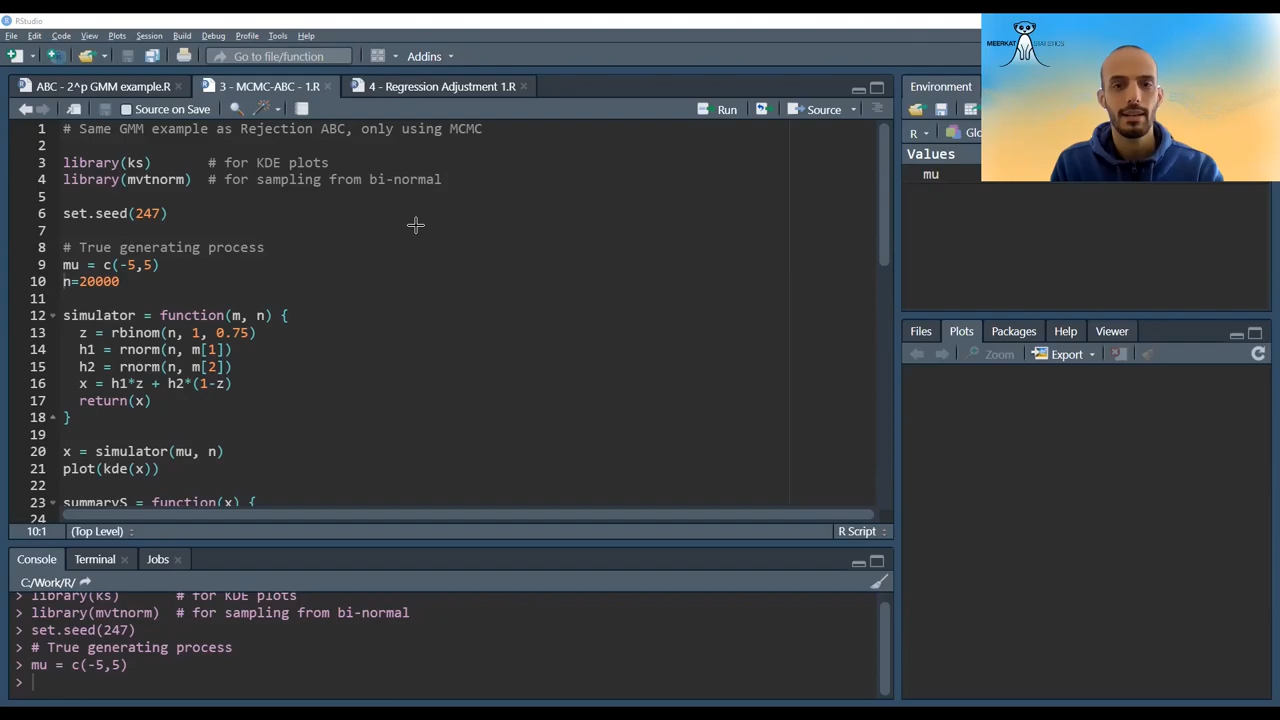 RStudio
File Edit Code View Plots Session Build Debug Profile Tools Help
Go to file/function Addins
MEERKAT STATISTICS
ABC - 2^p GMM example.R 3 - MCMC-ABC - 1.R 4 - Regression Adjustment 1.R
Source on Save Run Source
1 # Same GMM example as Rejection ABC, only using MCMC
2
3 library(ks) # for KDE plots
4 library(mvtnorm) # for sampling from bi-normal
5
6 set.seed(247)
7
8 # True generating process
9 mu = c(-5,5)
10 n=20000
11
12 simulator = function(m, n) {
13 z = rbinom(n, 1, 0.75)
14 h1 = rnorm(n, m[1])
15 h2 = rnorm(n, m[2])
16 x = h1*z + h2*(1-z)
17 return(x)
18 }
19
20 x = simulator(mu, n)
21 plot(kde(x))
22
23 summaryS = function(x) {
24
10:1 (Top Level) R Script
Console Terminal Jobs
C:/Work/R/
> library(ks) # for KDE plots
> library(mvtnorm) # for sampling from bi-normal
> set.seed(247)
> # True generating process
> mu = c(-5,5)
>
Environment
R Glo
Values
mu
Files Plots Packages Help Viewer
Zoom Export